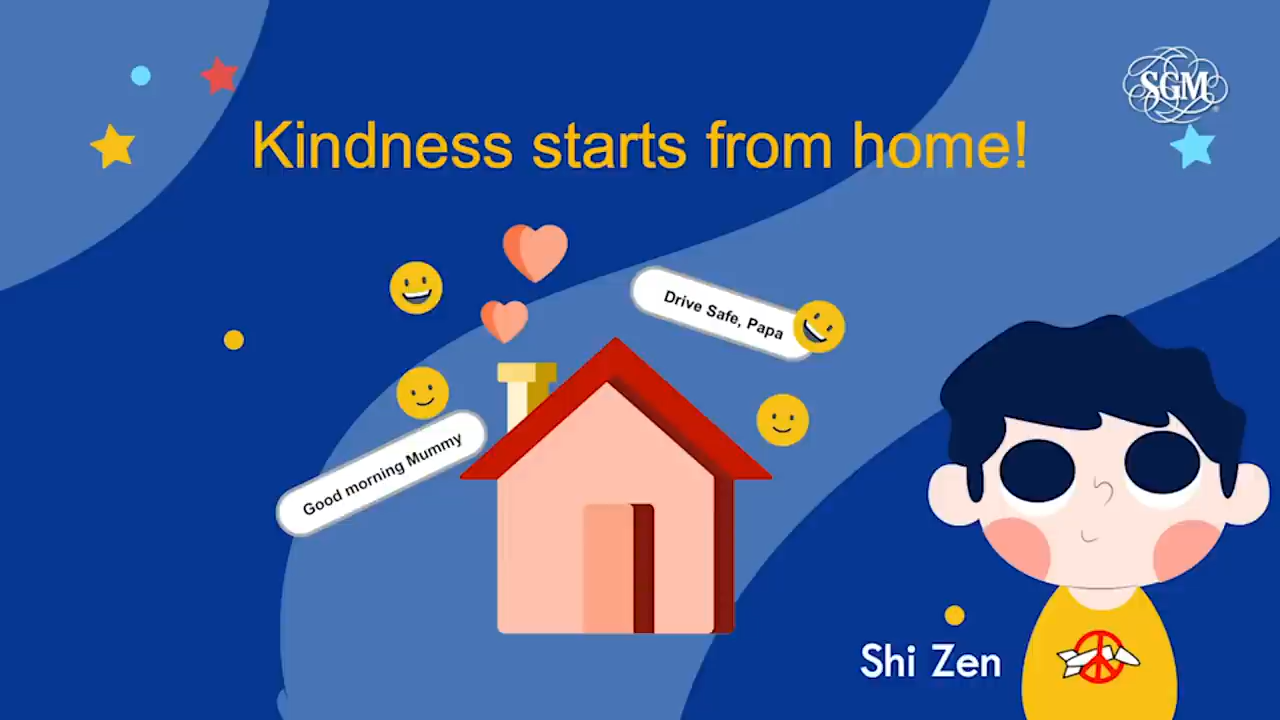 SGM
Kindness starts from home!
Drive Safe, Papa
Good morning Mummy
Shi Zen